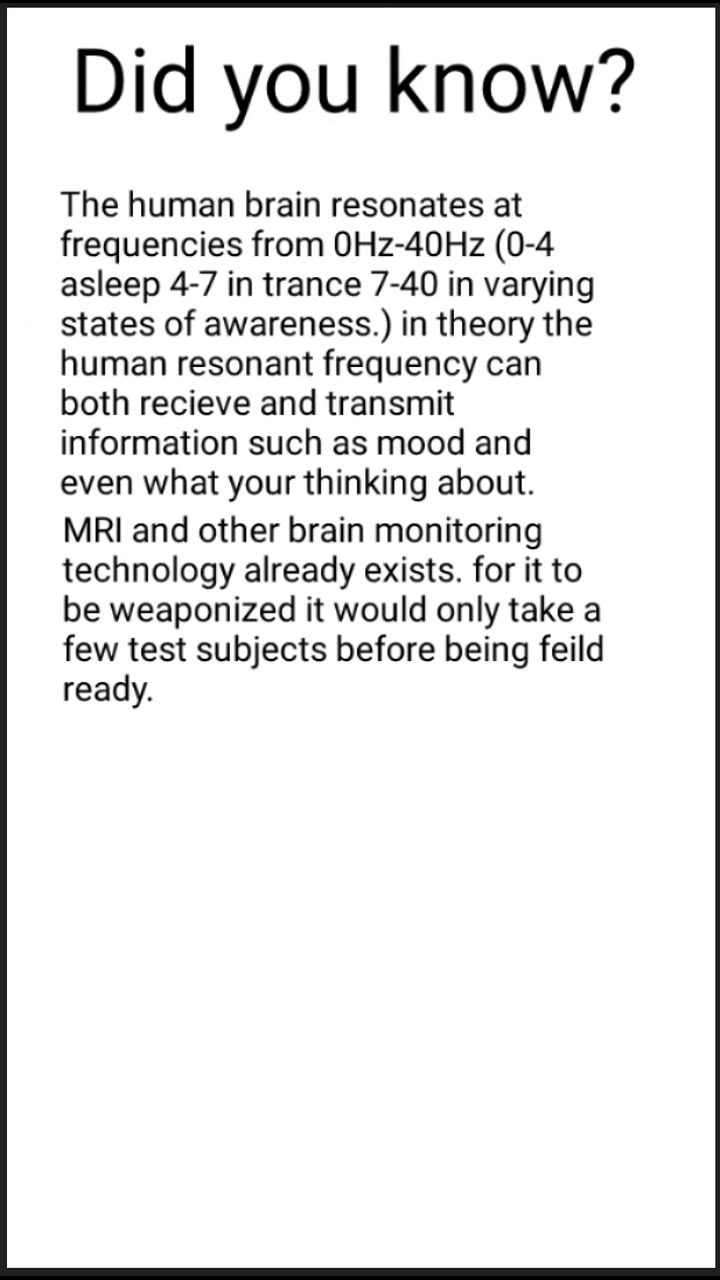 Did you know?
The human brain resonates at
frequencies from 0Hz-40Hz (0-4
asleep 4-7 in trance 7-40 in varying
states of awareness.) in theory the
human resonant frequency can
both recieve and transmit
information such as mood and
even what your thinking about.
MRI and other brain monitoring
technology already exists. for it to
be weaponized it would only take a
few test subjects before being feild
ready.